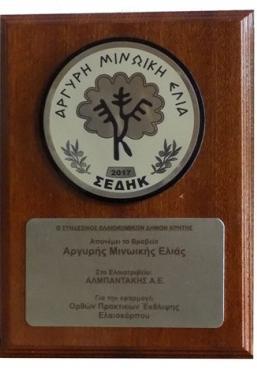 ΑΡΓΥΡΗ ΜΙΝΩΙΚΗ ΕΛΙΑ
2017
ΣΕΔΗΚ
Ο ΣΥΝΔΕΣΜΟΣ ΕΛΑΙΟΚΟΜΙΚΩΝ ΔΗΜΩΝ ΚΡΗΤΗΣ
Απονέμει το Βραβείο
Αργυρής Μινωικής Ελιάς
Στο Ελαιοτριβείο:
ΑΛΜΠΑΝΤΑΚΗΣ Α.Ε.
Για την εφαρμογή
Ορθών Πρακτικών Έκθλιψης
Ελαιοκάρπου